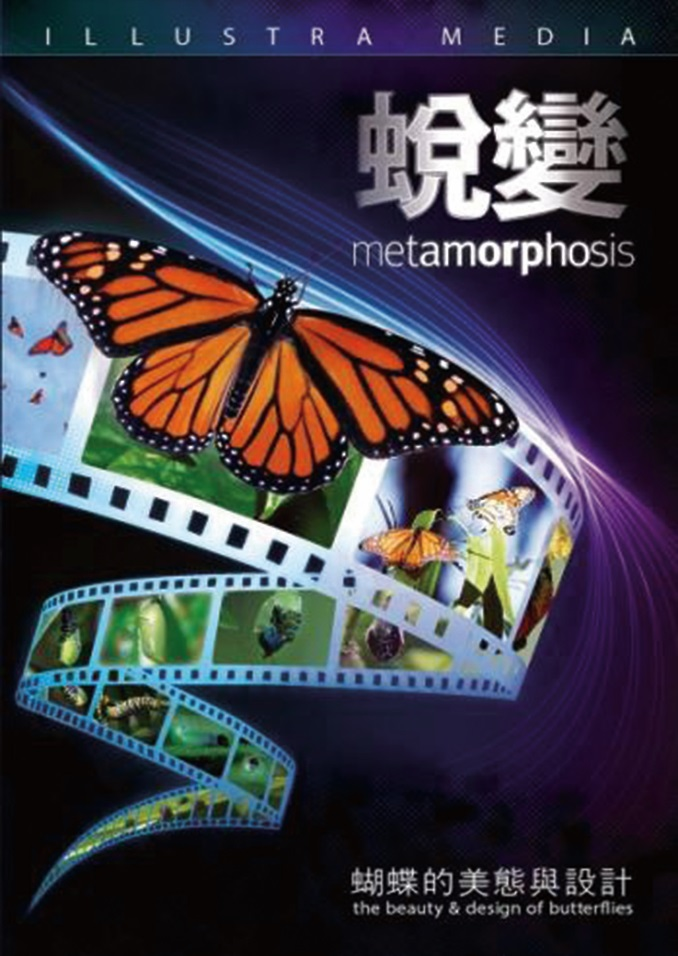 ILLUSTRA MEDIA
蛻變
metamorphosis
蝴蝶的美態與設計
the beauty & design of butterflies